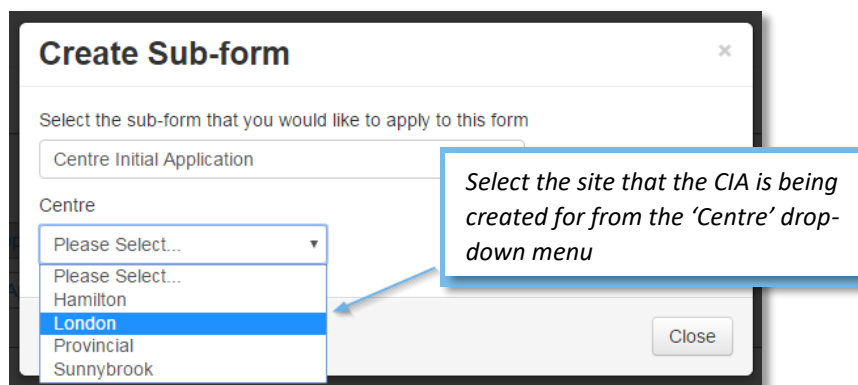 Create Sub-form
×
Select the sub-form that you would like to apply to this form
Centre Initial Application
Centre
Please Select...
Please Select...
Hamilton
London
Provincial
Sunnybrook
Select the site that the CIA is being
created for from the ‘Centre’ drop-
down menu
Close